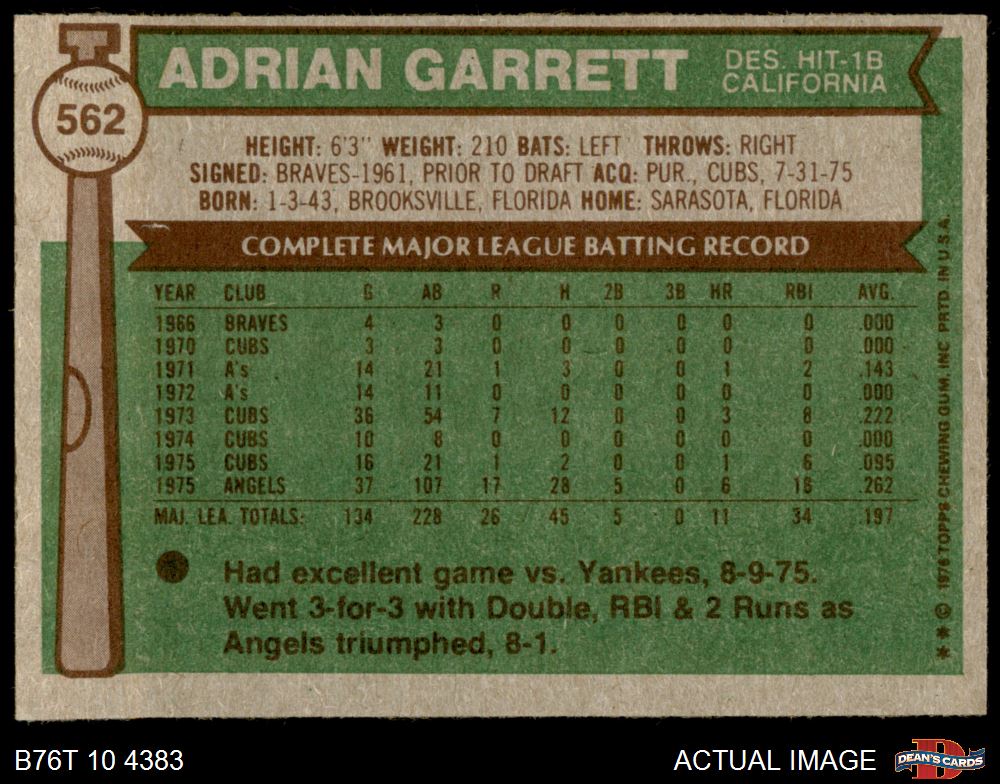 562
ADRIAN GARRETT
DES. HIT-1B
CALIFORNIA
HEIGHT: 6'3" WEIGHT: 210 BATS: LEFT THROWS: RIGHT
SIGNED: BRAVES-1961, PRIOR TO DRAFT ACQ: PUR., CUBS, 7-31-75
BORN: 1-3-43, BROOKSVILLE, FLORIDA HOME: SARASOTA, FLORIDA
COMPLETE MAJOR LEAGUE BATTING RECORD
YEAR CLUB G AB R H 2B 3B HR RBI AVG.
1966 BRAVES 4 3 0 0 0 0 0 0 .000
1970 CUBS 3 3 0 0 0 0 0 0 .000
1971 A's 14 21 1 3 0 0 1 2 .143
1972 A's 14 11 0 0 0 0 0 0 .000
1973 CUBS 36 54 7 12 0 0 3 8 .222
1974 CUBS 10 8 0 0 0 0 0 0 .000
1975 CUBS 16 21 1 2 0 0 1 6 .095
1975 ANGELS 37 107 17 28 5 0 6 18 .262
MAJ. LEA. TOTALS: 134 228 26 45 5 0 11 34 .197
Had excellent game vs. Yankees, 8-9-75.
Went 3-for-3 with Double, RBI & 2 Runs as
Angels triumphed, 8-1.
** © 1976 TOPPS CHEWING GUM, INC PRTD. IN U.S.A.
B76T 10 4383
ACTUAL IMAGE
D
DEAN'S CARDS